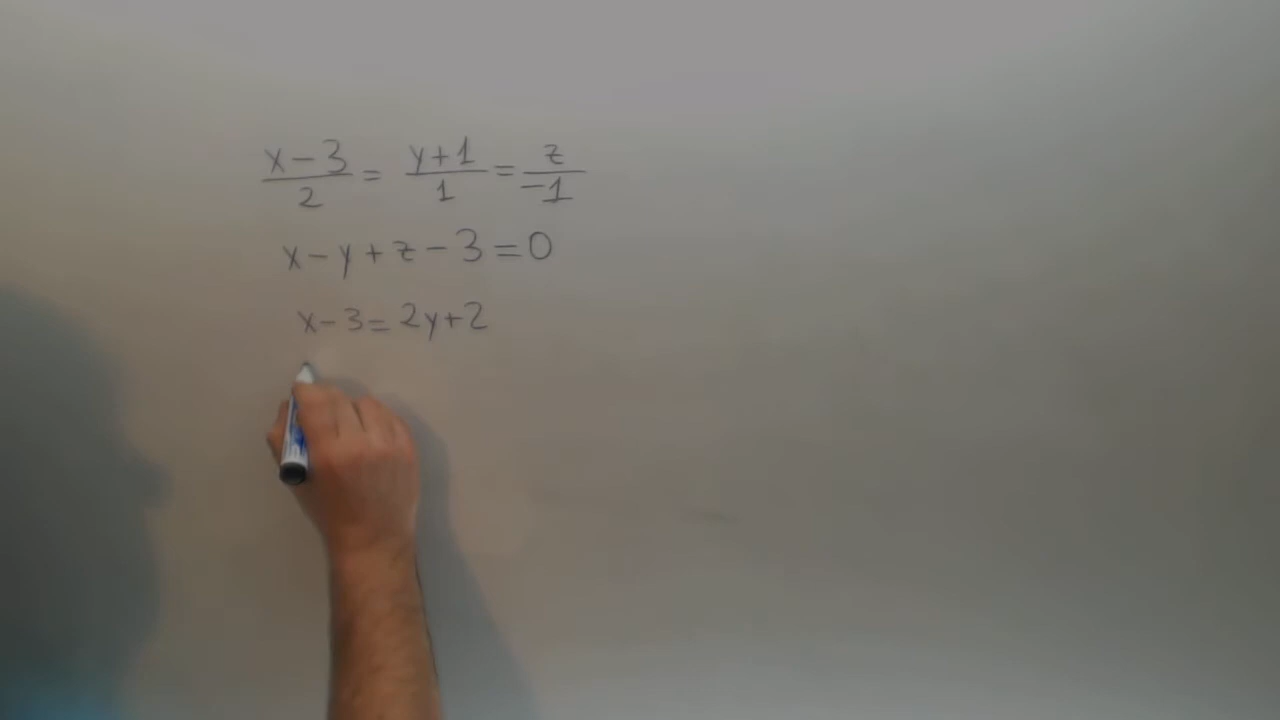 x-3/2 = y+1/1 = z/-1
x-y+z-3=0
x-3=2y+2